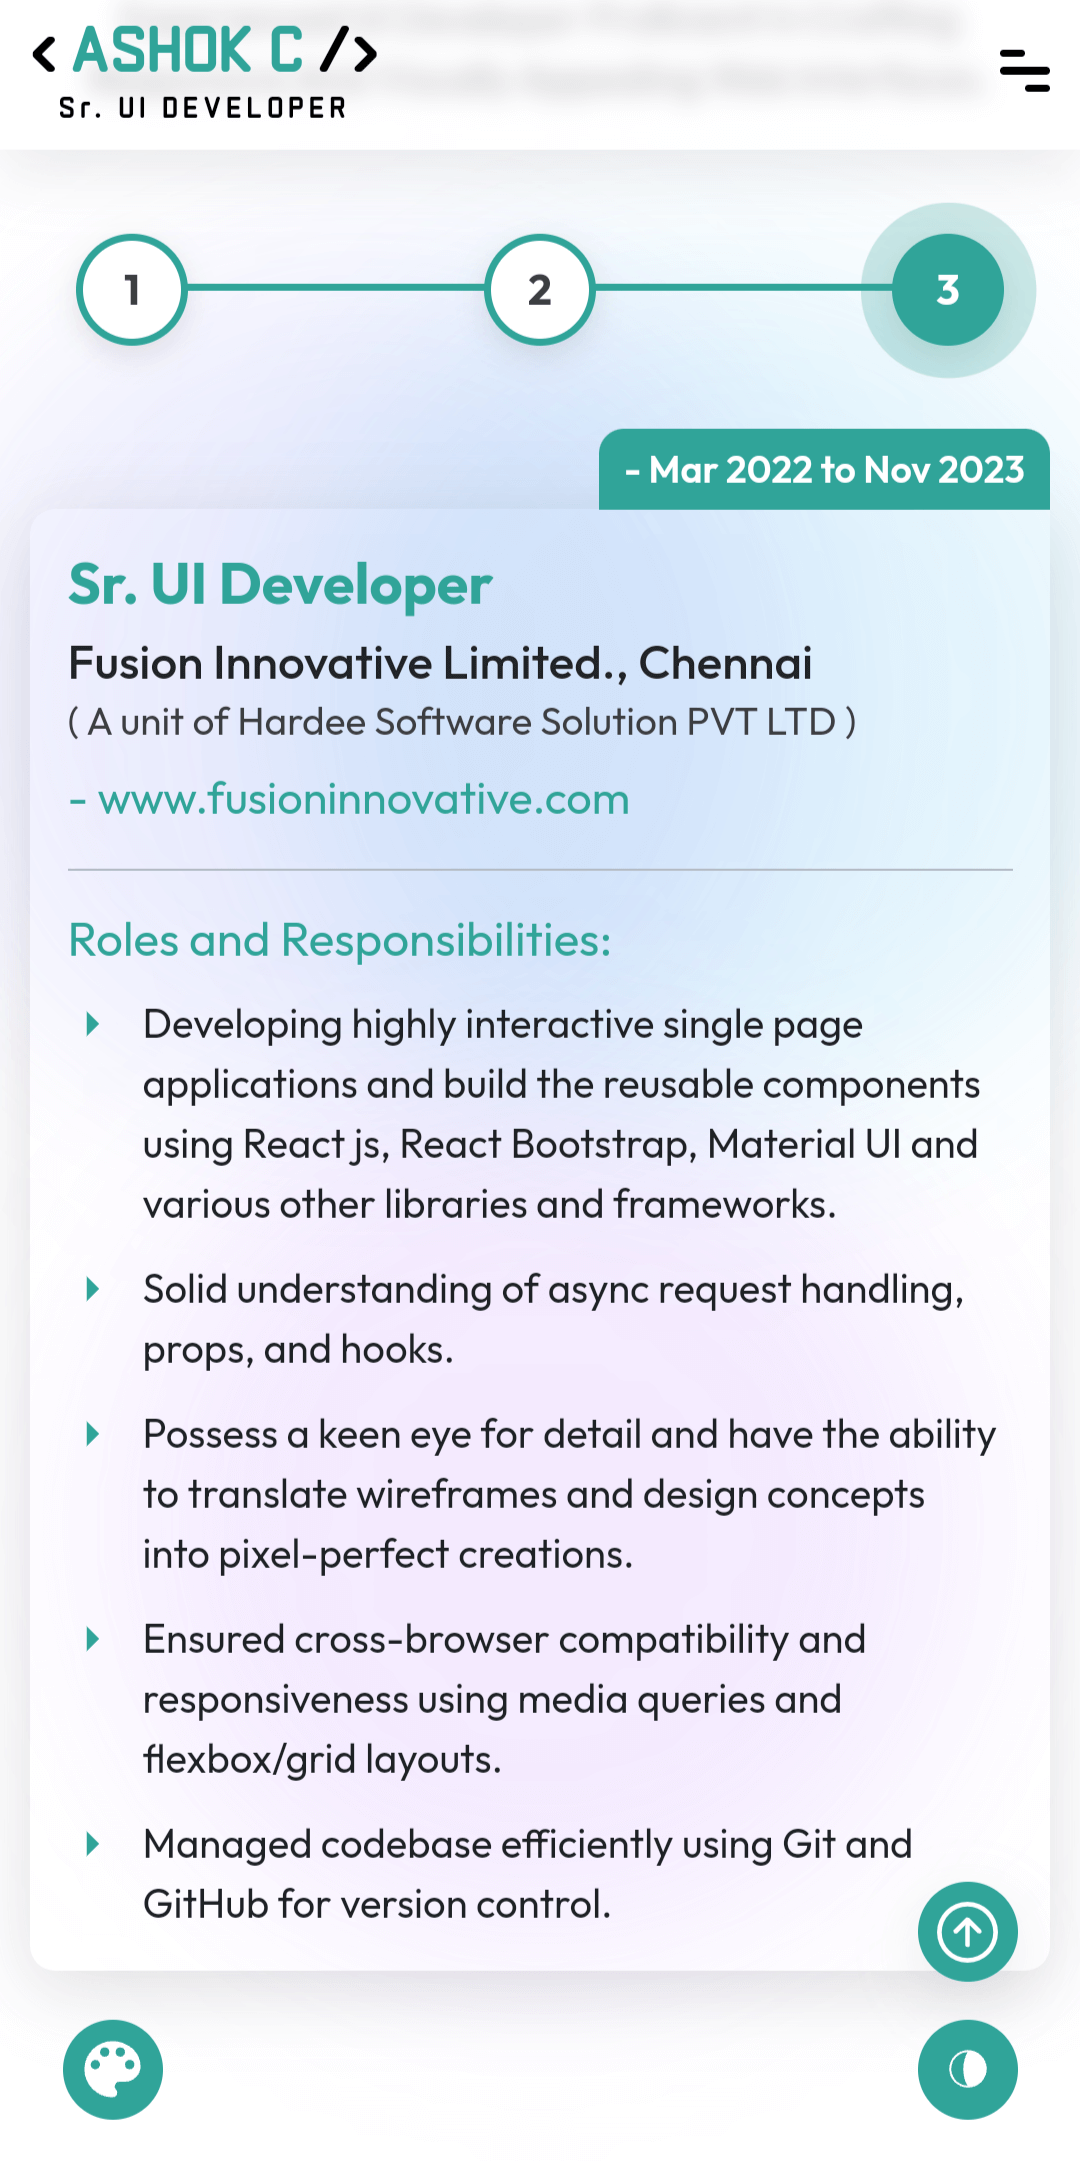 < ASHOK C />
Sr. UI DEVELOPER
1 2 3
- Mar 2022 to Nov 2023
Sr. UI Developer
Fusion Innovative Limited., Chennai
( A unit of Hardee Software Solution PVT LTD )
- www.fusioninnovative.com
Roles and Responsibilities:
Developing highly interactive single page
applications and build the reusable components
using React js, React Bootstrap, Material UI and
various other libraries and frameworks.
Solid understanding of async request handling,
props, and hooks.
Possess a keen eye for detail and have the ability
to translate wireframes and design concepts
into pixel-perfect creations.
Ensured cross-browser compatibility and
responsiveness using media queries and
flexbox/grid layouts.
Managed codebase efficiently using Git and
GitHub for version control.